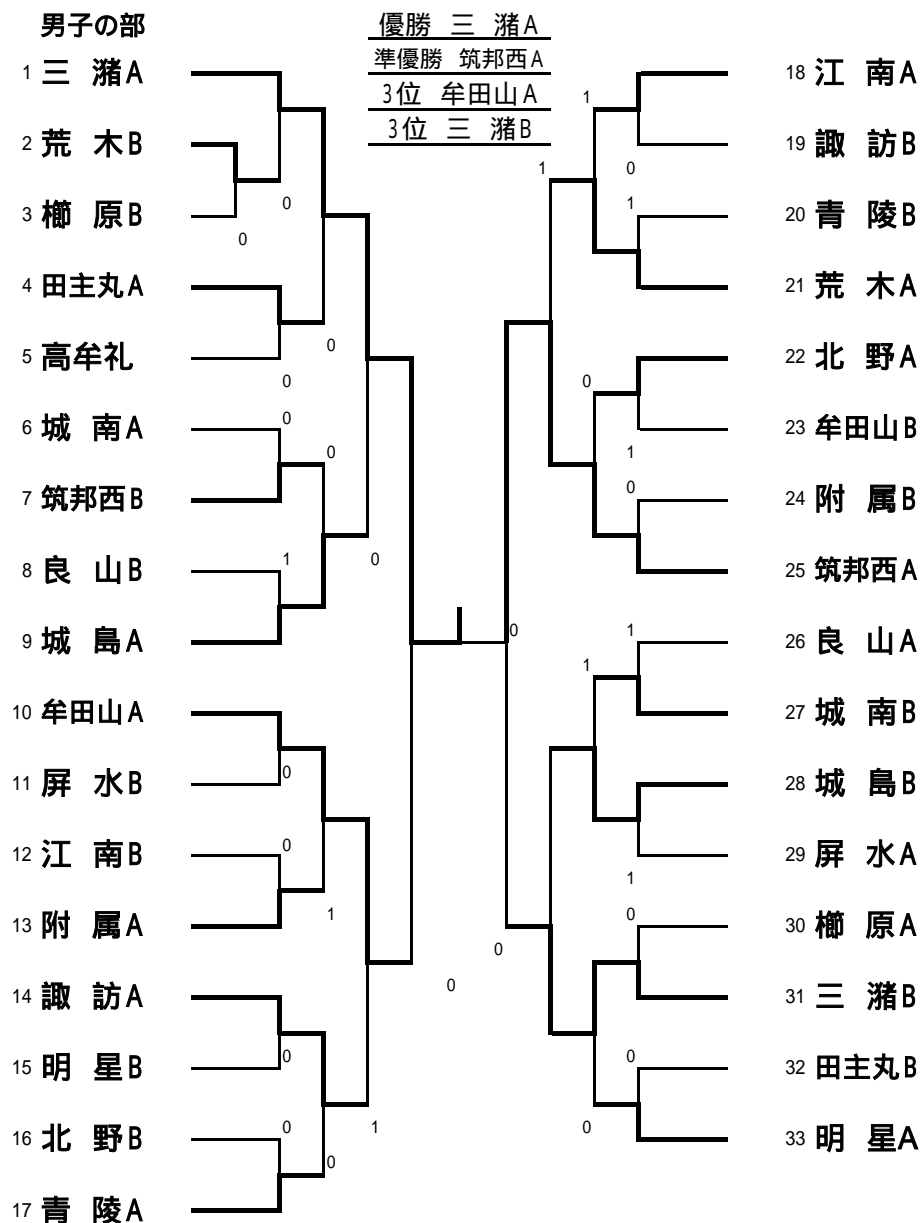 男子の部
優勝 三 潴A
準優勝 筑邦西A
3位 牟田山A
3位 三 潴B
1 三 潴A
2 荒 木B
3 櫛 原B
4 田主丸A
5 高牟礼
6 城 南A
7 筑邦西B
8 良 山B
9 城 島A
10 牟田山A
11 屏 水B
12 江 南B
13 附 属A
14 諏 訪A
15 明 星B
16 北 野B
17 青 陵A
0
0
0
0
0
0
1
0
0
0
1
0
0
0
1
0
18 江 南A
19 諏 訪B
20 青 陵B
21 荒 木A
22 北 野A
23 牟田山B
24 附 属B
25 筑邦西A
26 良 山A
27 城 南B
28 城 島B
29 屏 水A
30 櫛 原A
31 三 潴B
32 田主丸B
33 明 星A
1
1
0
1
0
1
0
0
1
1
1
0
0
0
0